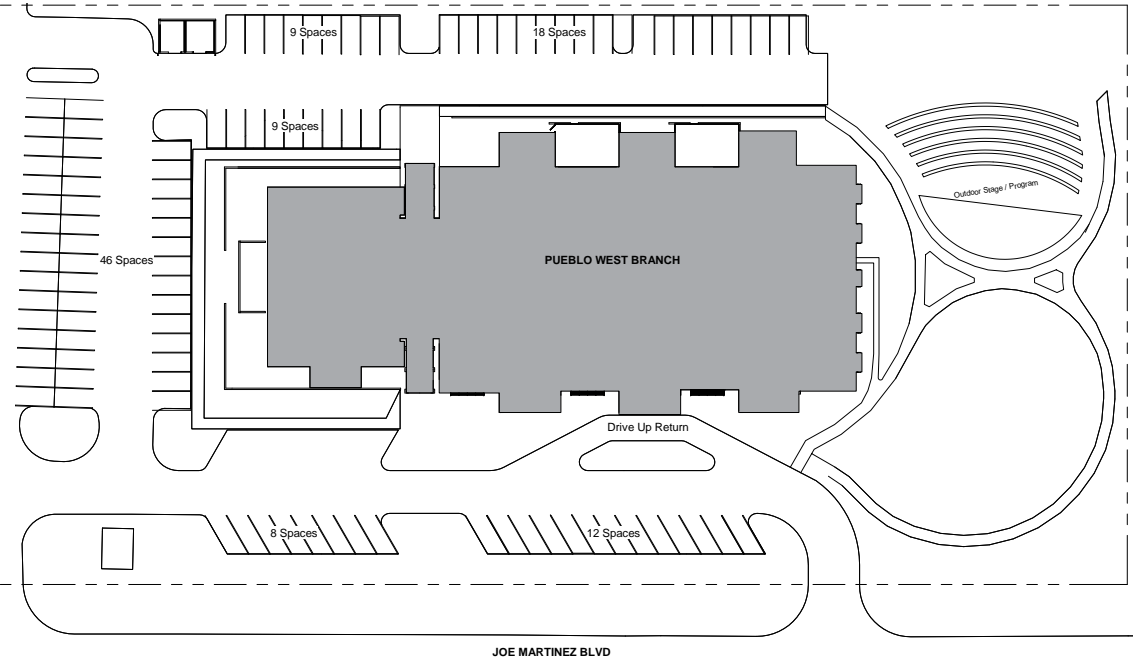 9 Spaces
18 Spaces
9 Spaces
Outdoor Stage / Program
46 Spaces
PUEBLO WEST BRANCH
Drive Up Return
8 Spaces
12 Spaces
JOE MARTINEZ BLVD